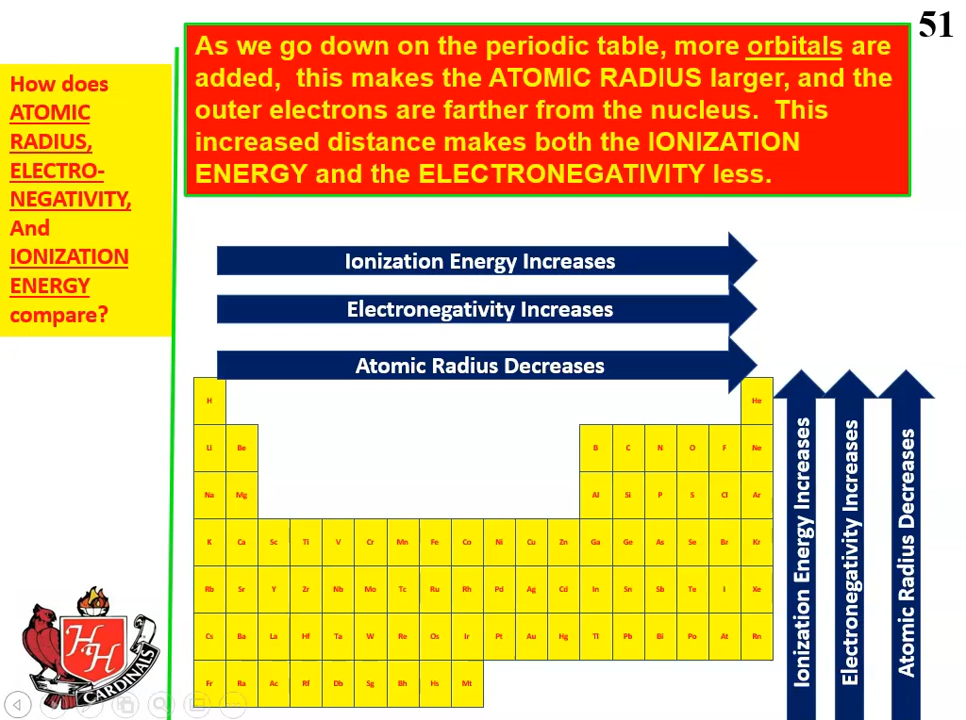 51
As we go down on the periodic table, more orbitals are
added, this makes the ATOMIC RADIUS larger, and the
outer electrons are farther from the nucleus. This
increased distance makes both the IONIZATION
ENERGY and the ELECTRONEGATIVITY less.
How does
ATOMIC
RADIUS,
ELECTRO-
NEGATIVITY,
And
IONIZATION
ENERGY
compare?
Ionization Energy Increases
Electronegativity Increases
Atomic Radius Decreases
H He
Li Be B C N O F Ne
Na Mg Al Si P S Cl Ar
K Ca Sc Ti V Cr Mn Fe Co Ni Cu Zn Ga Ge As Se Br Kr
Rb Sr Y Zr Nb Mo Tc Ru Rh Pd Ag Cd In Sn Sb Te I Xe
Cs Ba La Hf Ta W Re Os Ir Pt Au Hg Tl Pb Bi Po At Rn
Fr Ra Ac Rf Db Sg Bh Hs Mt
Ionization Energy Increases
Electronegativity Increases
Atomic Radius Decreases
H H
CARDINALS